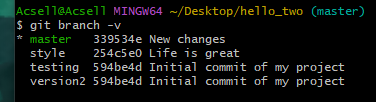 Acsell@Acsell MINGW64 ~/Desktop/hello_two (master)
$ git branch -v
* master   339534e New changes
  style    254c5e0 Life is great
  testing  594be4d Initial commit of my project
  version2 594be4d Initial commit of my project